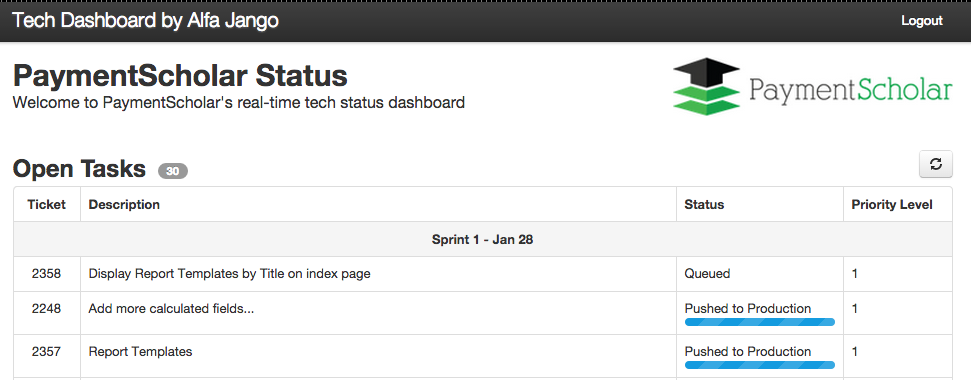 Tech Dashboard by Alfa Jango Logout
PaymentScholar Status
Welcome to PaymentScholar's real-time tech status dashboard
PaymentScholar
Open Tasks 30
Ticket Description Status Priority Level
Sprint 1 - Jan 28
2358 Display Report Templates by Title on index page Queued 1
2248 Add more calculated fields... Pushed to Production 1
2357 Report Templates Pushed to Production 1